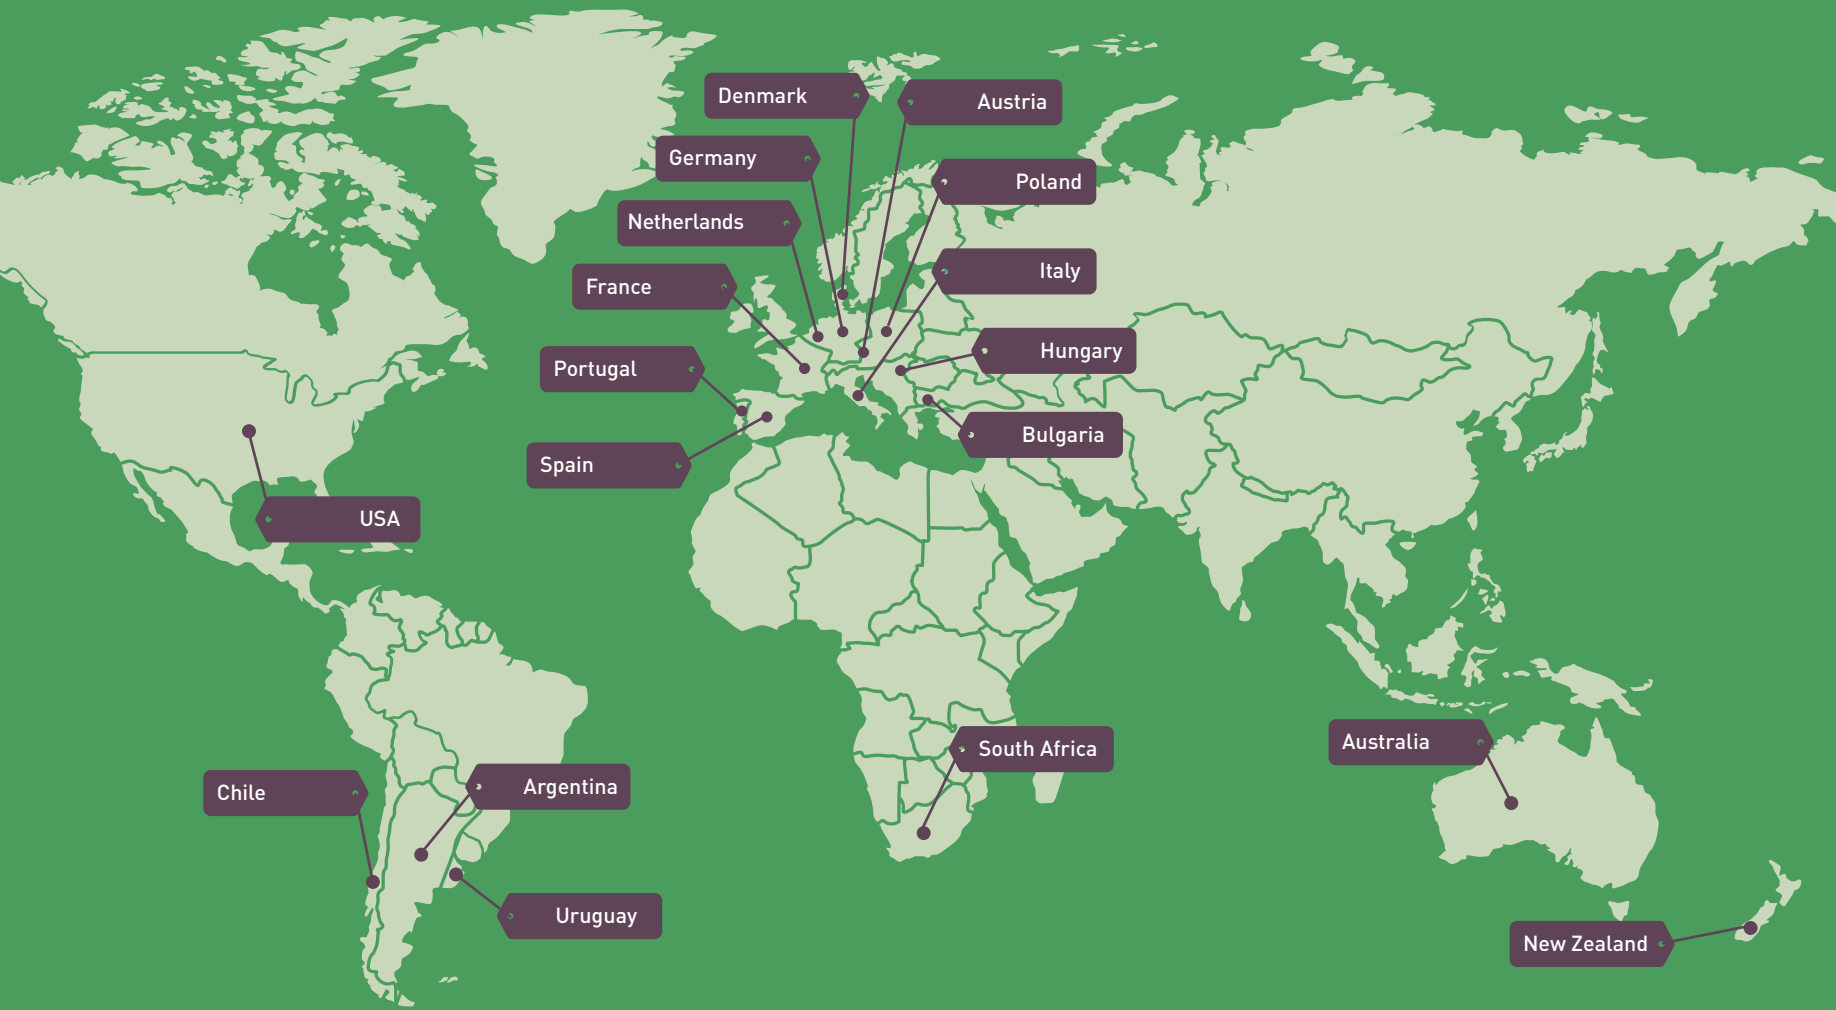 Denmark
Austria
Germany
Poland
Netherlands
Italy
France
Hungary
Portugal
Bulgaria
Spain
USA
South Africa
Australia
Argentina
Chile
Uruguay
New Zealand